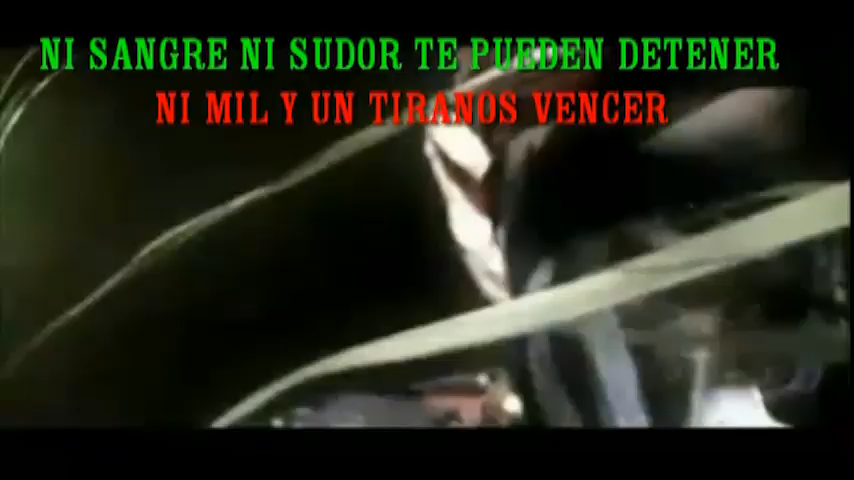 NI SANGRE NI SUDOR TE PUEDEN DETENER
NI MIL Y UN TIRANOS VENCER